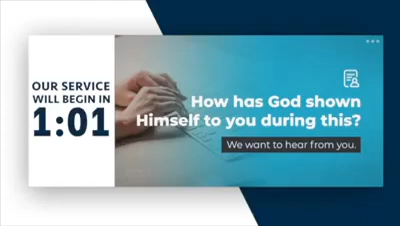 OUR SERVICE
WILL BEGIN IN
1:01
How has God shown
Himself to you during this?
We want to hear from you.